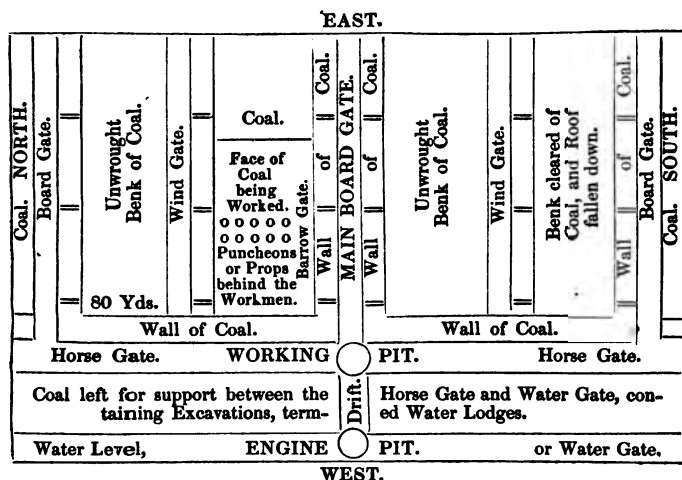 EAST.
Coal. NORTH.
Board Gate.
Unwrought
Benk of Coal.
80 Yds.
Wind Gate.
Coal.
Face of
Coal
being
Worked.
Puncheons
or Props
behind the
Workmen.
Barrow Gate.
Wall of Coal.
MAIN BOARD GATE.
Wall of Coal.
Unwrought
Benk of Coal.
Wind Gate.
Benk cleared of
Coal, and Roof
fallen down.
Wall of Coal.
Board Gate.
Coal. SOUTH.
Wall of Coal.
Wall of Coal.
Horse Gate. WORKING PIT. Horse Gate.
Coal left for support between the
taining Excavations, term-
Drift.
Horse Gate and Water Gate, con-
ed Water Lodges.
Water Level, ENGINE PIT. or Water Gate.
WEST.